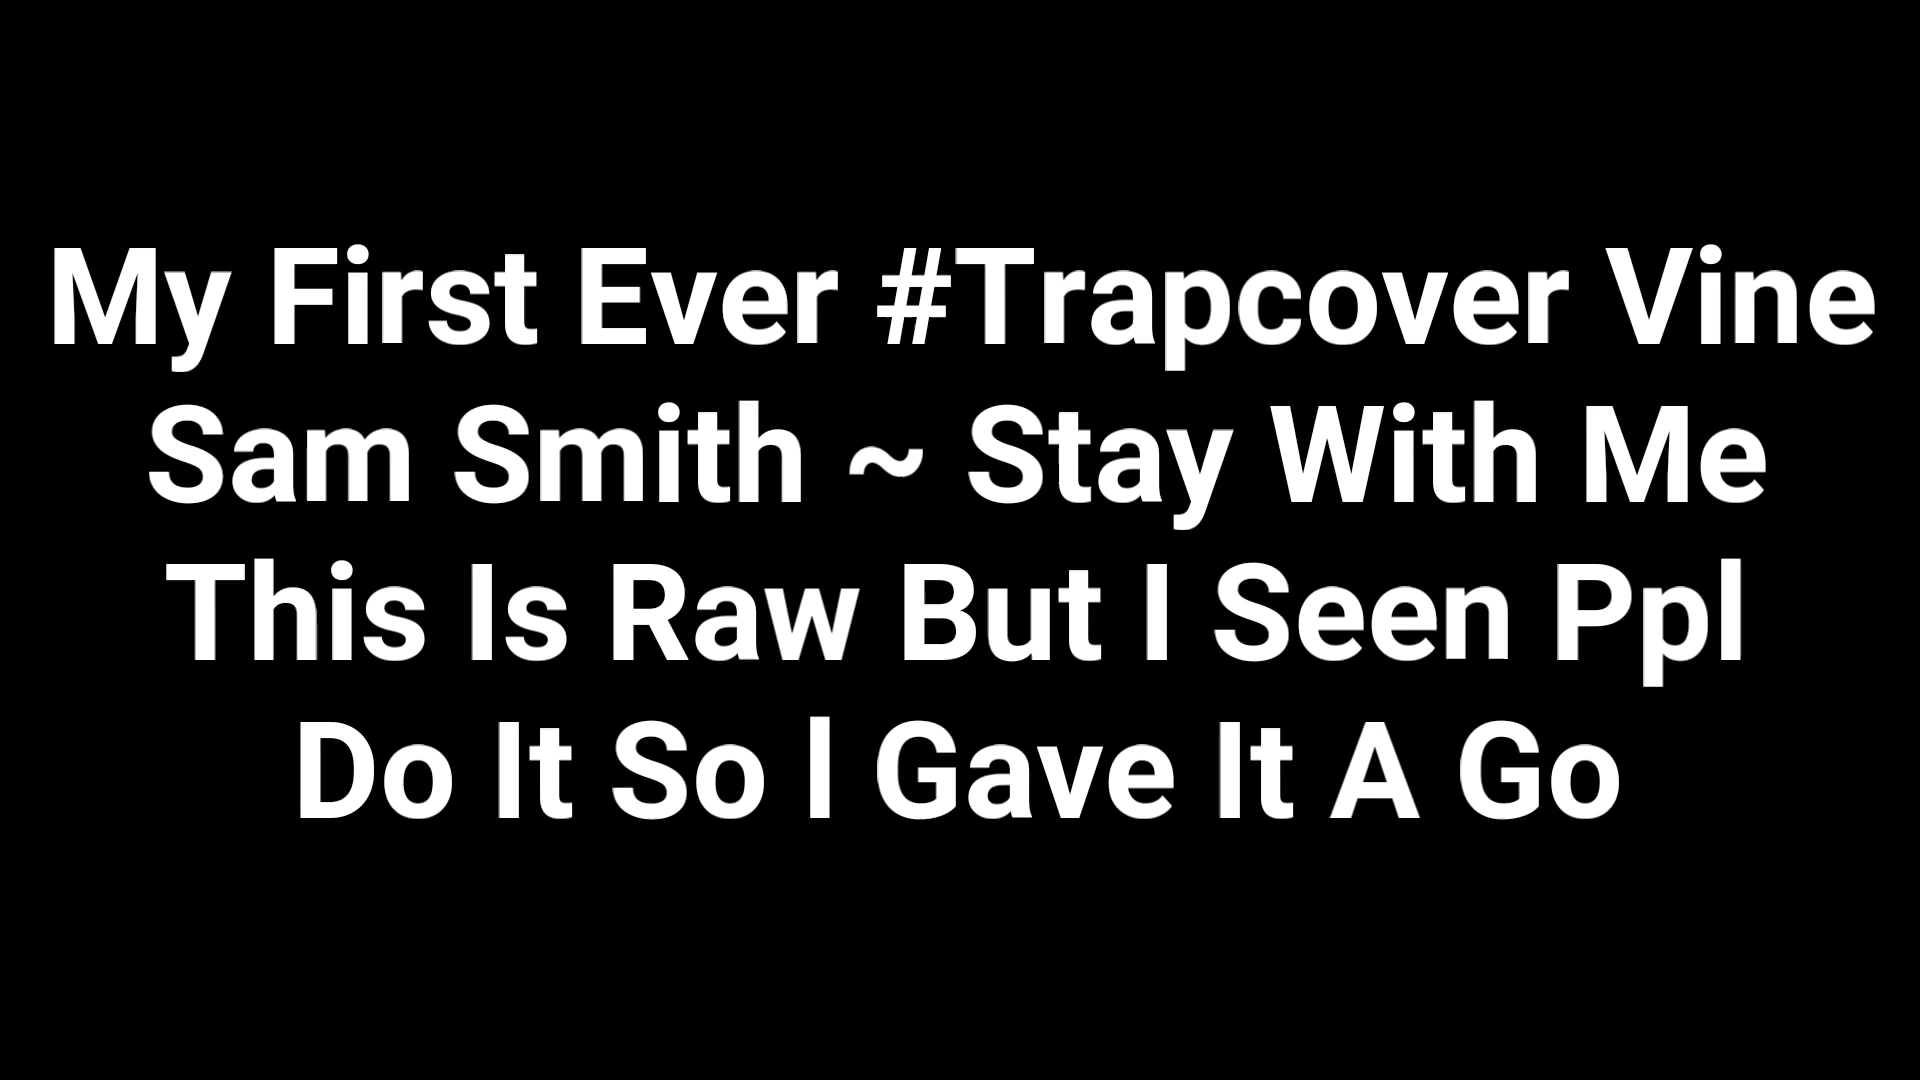 My First Ever #Trapcover Vine
Sam Smith ~ Stay With Me
This Is Raw But I Seen Ppl
Do It So I Gave It A Go